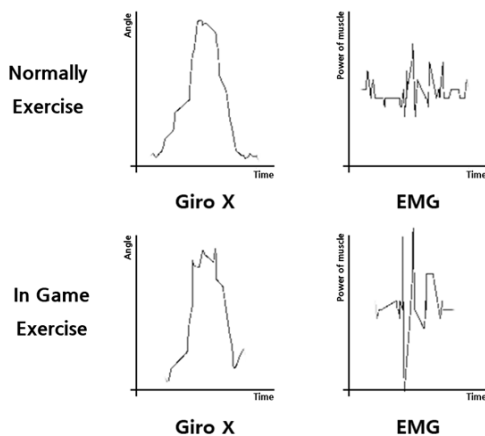 Normally
Exercise
Angle
Time
Giro X
Power of muscle
Time
EMG
In Game
Exercise
Angle
Time
Giro X
Power of muscle
Time
EMG